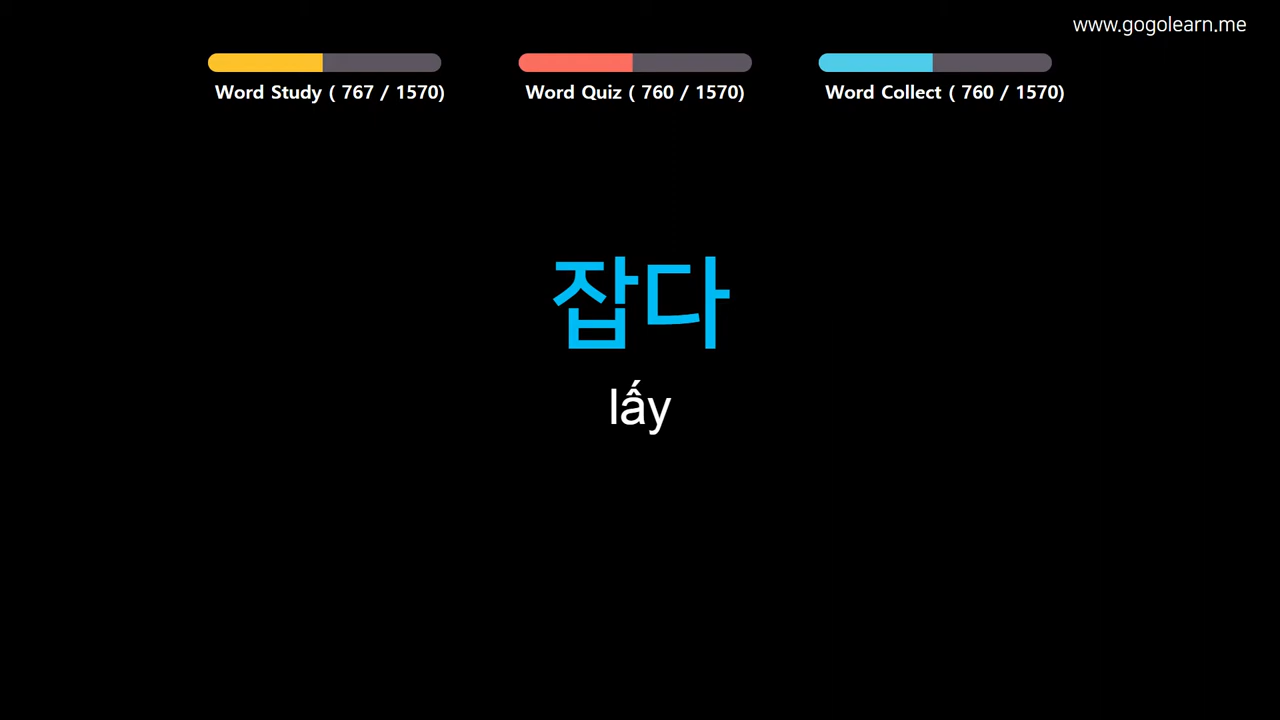 www.gogolearn.me
Word Study ( 767 / 1570)
Word Quiz ( 760 / 1570)
Word Collect ( 760 / 1570)
잡다
lấy